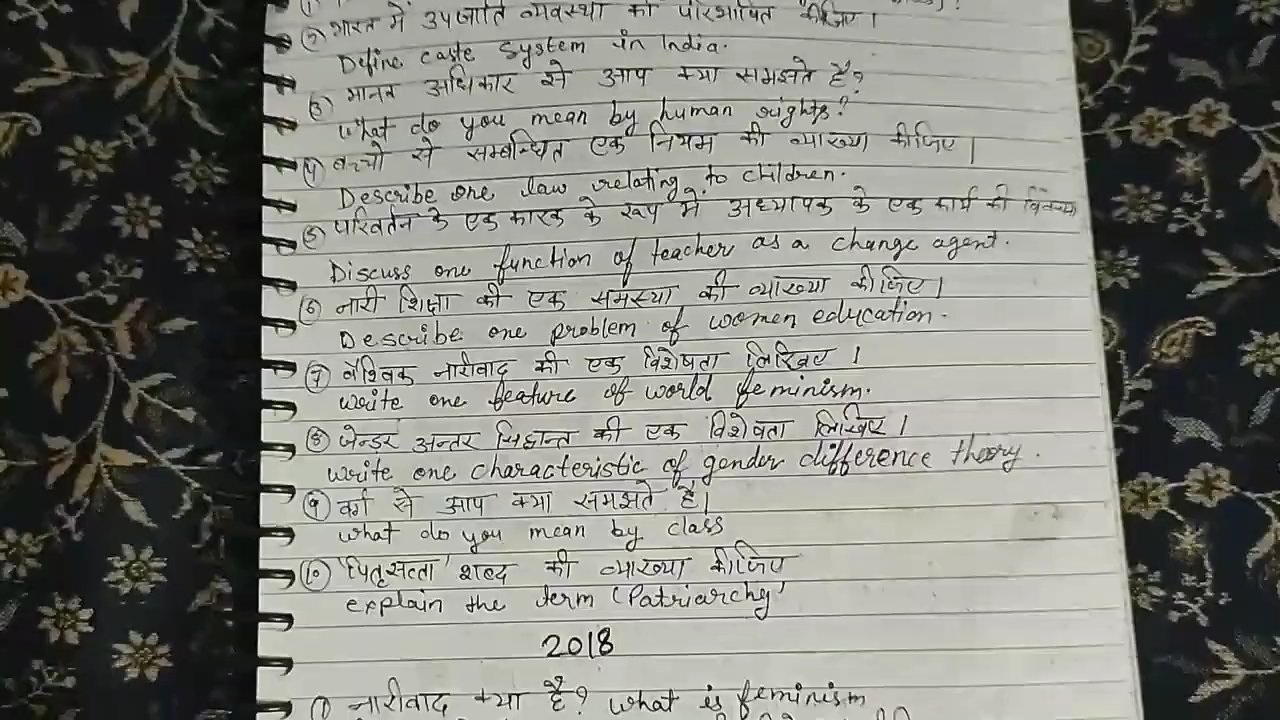 (2) भारत में उपजाति व्यवस्था को परिभाषित कीजिए।
Define caste system in India.
(3) मानव अधिकार से आप क्या समझते है?
What do you mean by human rights?
(4) बच्चो से सम्बन्धित एक नियम की व्याख्या कीजिए।
Describe one law relating to children.
(5) परिवर्तन के एक कारक के रूप में अध्यापक के एक कार्य की
Discuss one function of teacher as a change agent.
(6) नारी शिक्षा की एक समस्या की व्याख्या कीजिए।
Describe one problem of women education.
(7) वैश्विक नारीवाद की एक विशेषता लिखिए।
write one feature of world feminism.
(8) जेन्डर अन्तर सिद्वान्त की एक विशेषता लिखिए।
write one characteristic of gender difference theory.
(9) वर्ग से आप क्या समझते हैं।
what do you mean by class
(10) 'पितृसत्ता' शब्द की व्याख्या कीजिए
explain the term 'Patriarchy'
2018
(1) नारीवाद क्या है? what is feminism